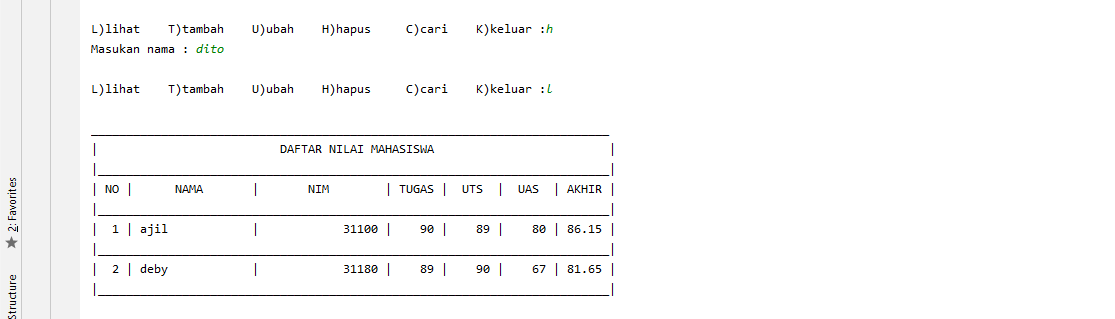 L)lihat    T)tambah    U)ubah    H)hapus     C)cari    K)keluar :h
Masukan nama : dito
L)lihat    T)tambah    U)ubah    H)hapus     C)cari    K)keluar :l
DAFTAR NILAI MAHASISWA
| NO |      NAMA       |       NIM        | TUGAS |  UTS  |  UAS  | AKHIR |
|  1 | ajil            |            31100 |    90 |    89 |    80 | 86.15 |
|  2 | deby            |            31180 |    89 |    90 |    67 | 81.65 |
2: Favorites
Structure